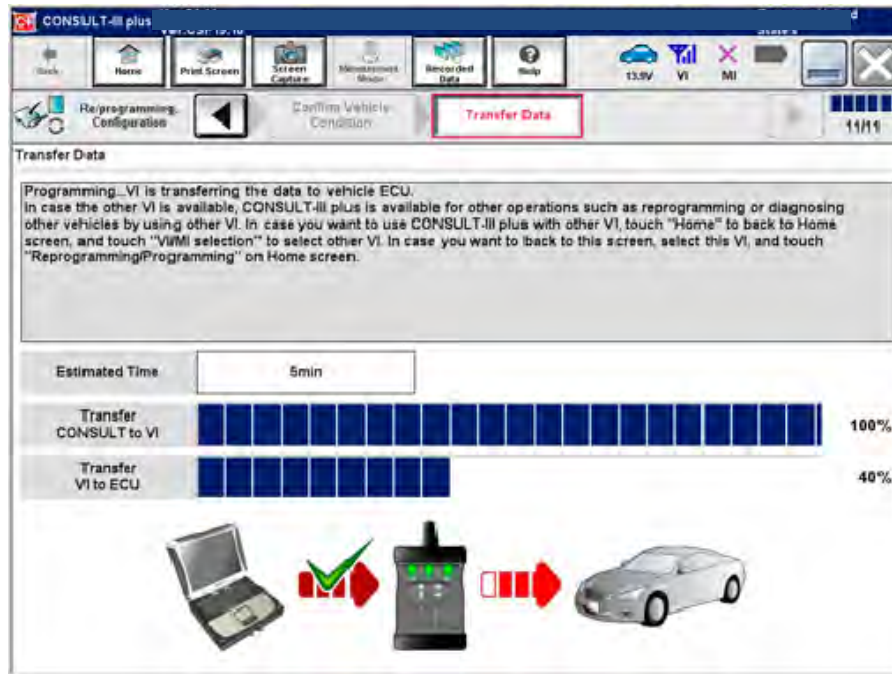 CONSULT-III plus
Back
Home
Print Screen
Screen Capture
Measurement Mode
Recorded Data
Help
13.9V
VI
MI
Re/programming, Configuration
Confirm Vehicle Condition
Transfer Data
11/11
Transfer Data
Programming...VI is transferring the data to vehicle ECU.
In case the other VI is available, CONSULT-III plus is available for other operations such as reprogramming or diagnosing
other vehicles by using other VI. In case you want to use CONSULT-III plus with other VI, touch "Home" to back to Home
screen, and touch "VI/MI selection" to select other VI. In case you want to back to this screen, select this VI, and touch
"Reprogramming/Programming" on Home screen.
Estimated Time
5min
Transfer
CONSULT to VI
100%
Transfer
VI to ECU
40%